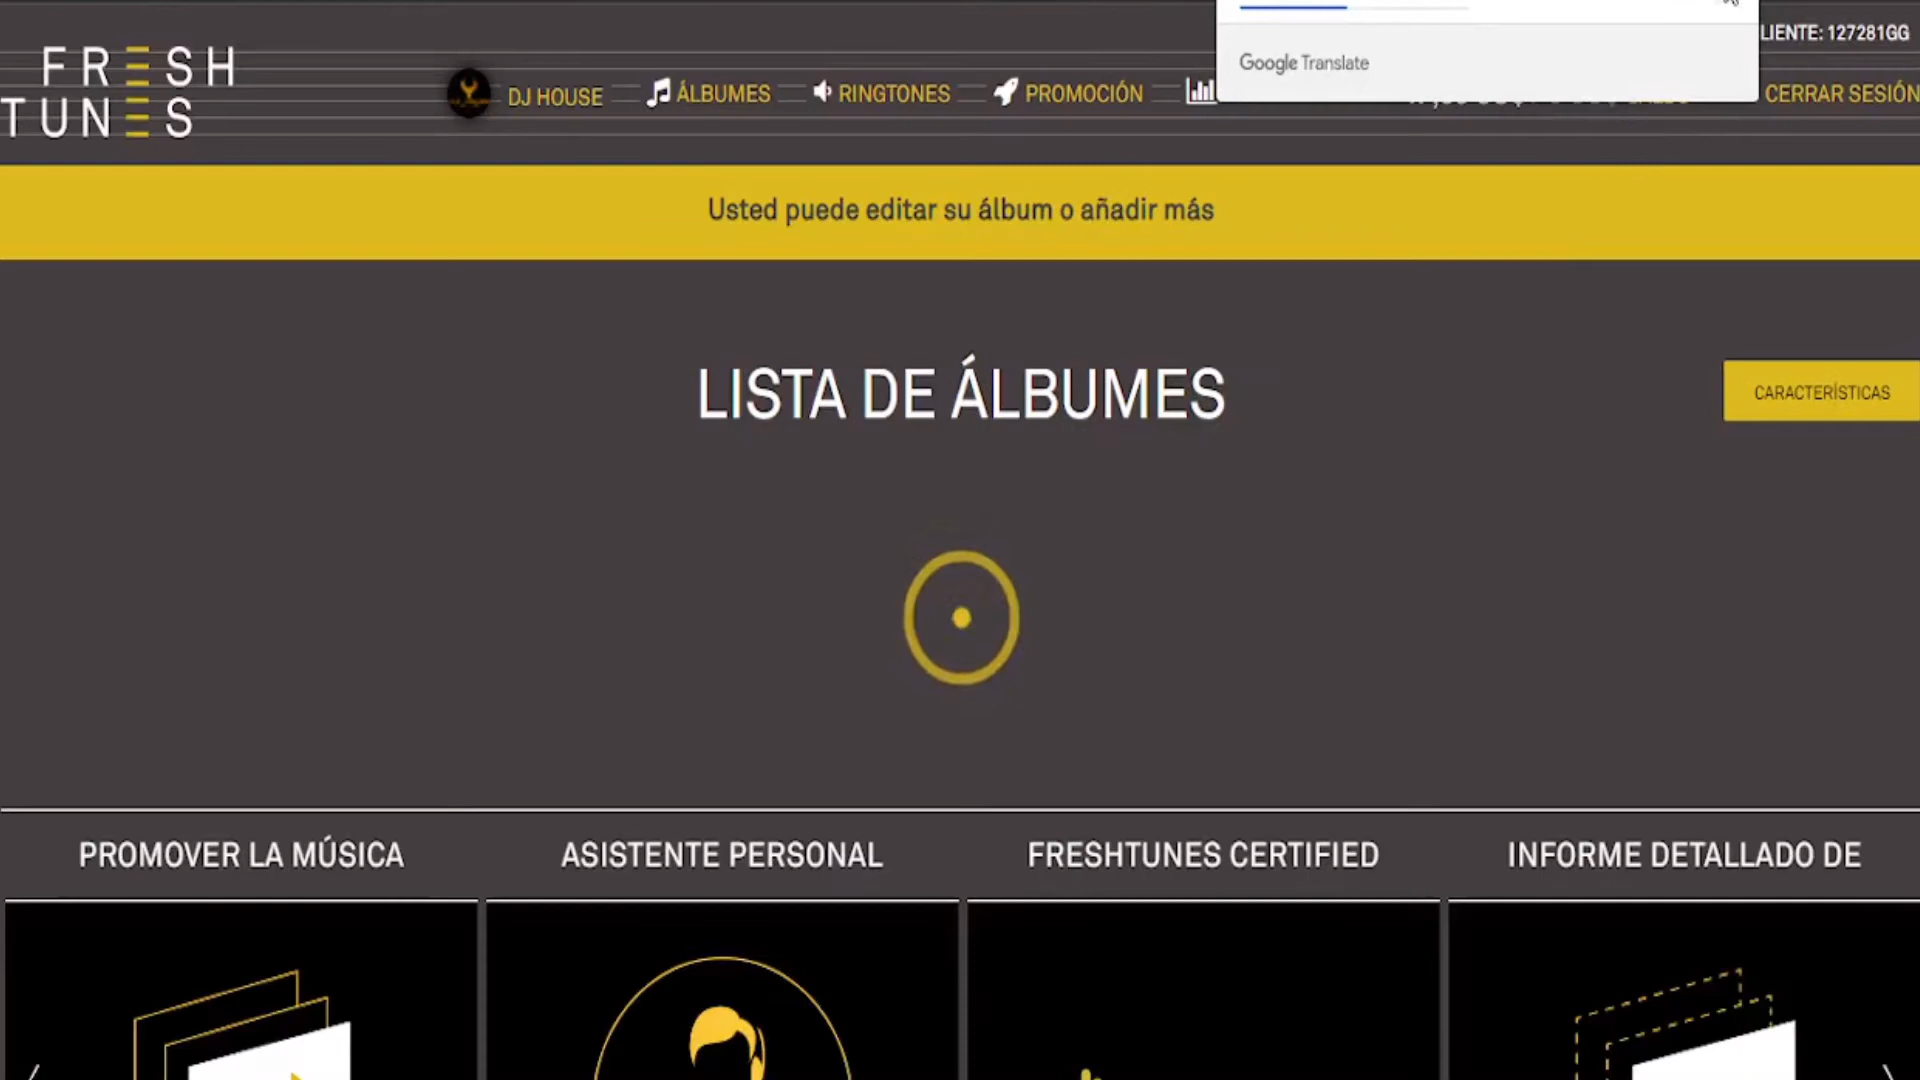 Google Translate
LIENTE: 127281GG
FRESH
TUNES
DJ HOUSE
ÁLBUMES
RINGTONES
PROMOCIÓN
CERRAR SESIÓN
Usted puede editar su álbum o añadir más
LISTA DE ÁLBUMES
CARACTERÍSTICAS
PROMOVER LA MÚSICA
ASISTENTE PERSONAL
FRESHTUNES CERTIFIED
INFORME DETALLADO DE